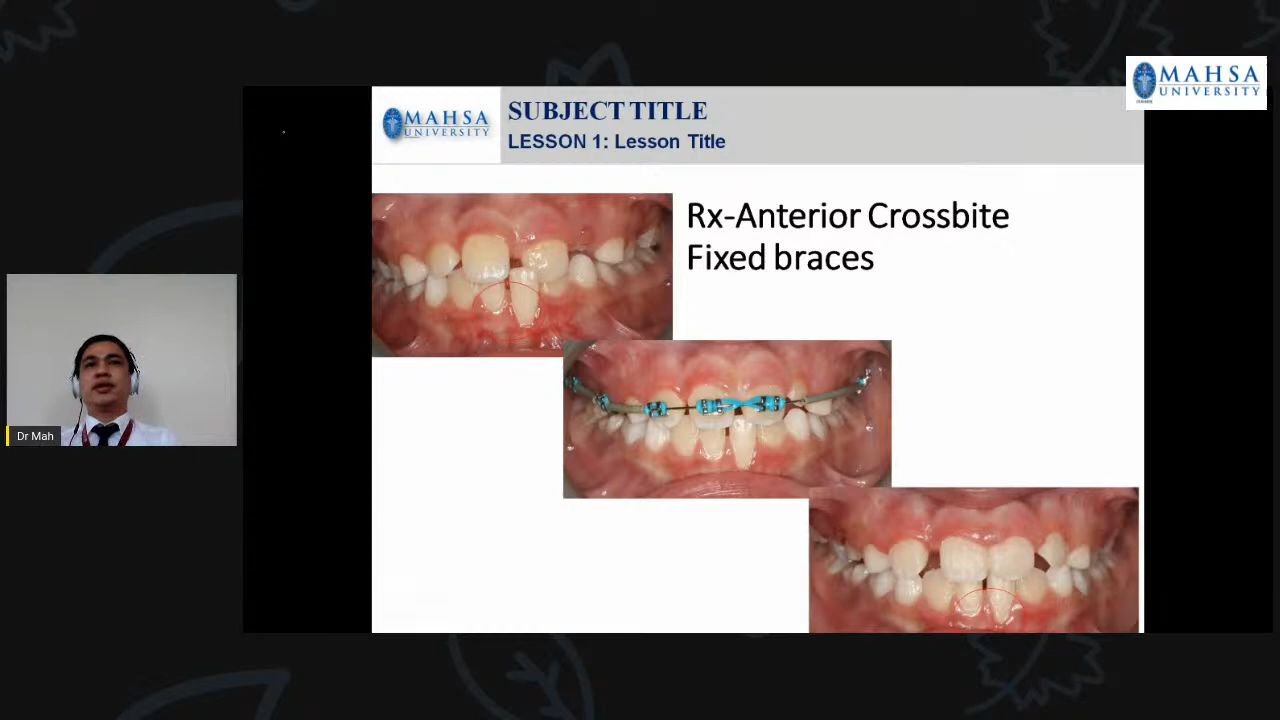 MAHSA
UNIVERSITY
MAHSA
UNIVERSITY
SUBJECT TITLE
LESSON 1: Lesson Title
Rx-Anterior Crossbite
Fixed braces
Dr Mah